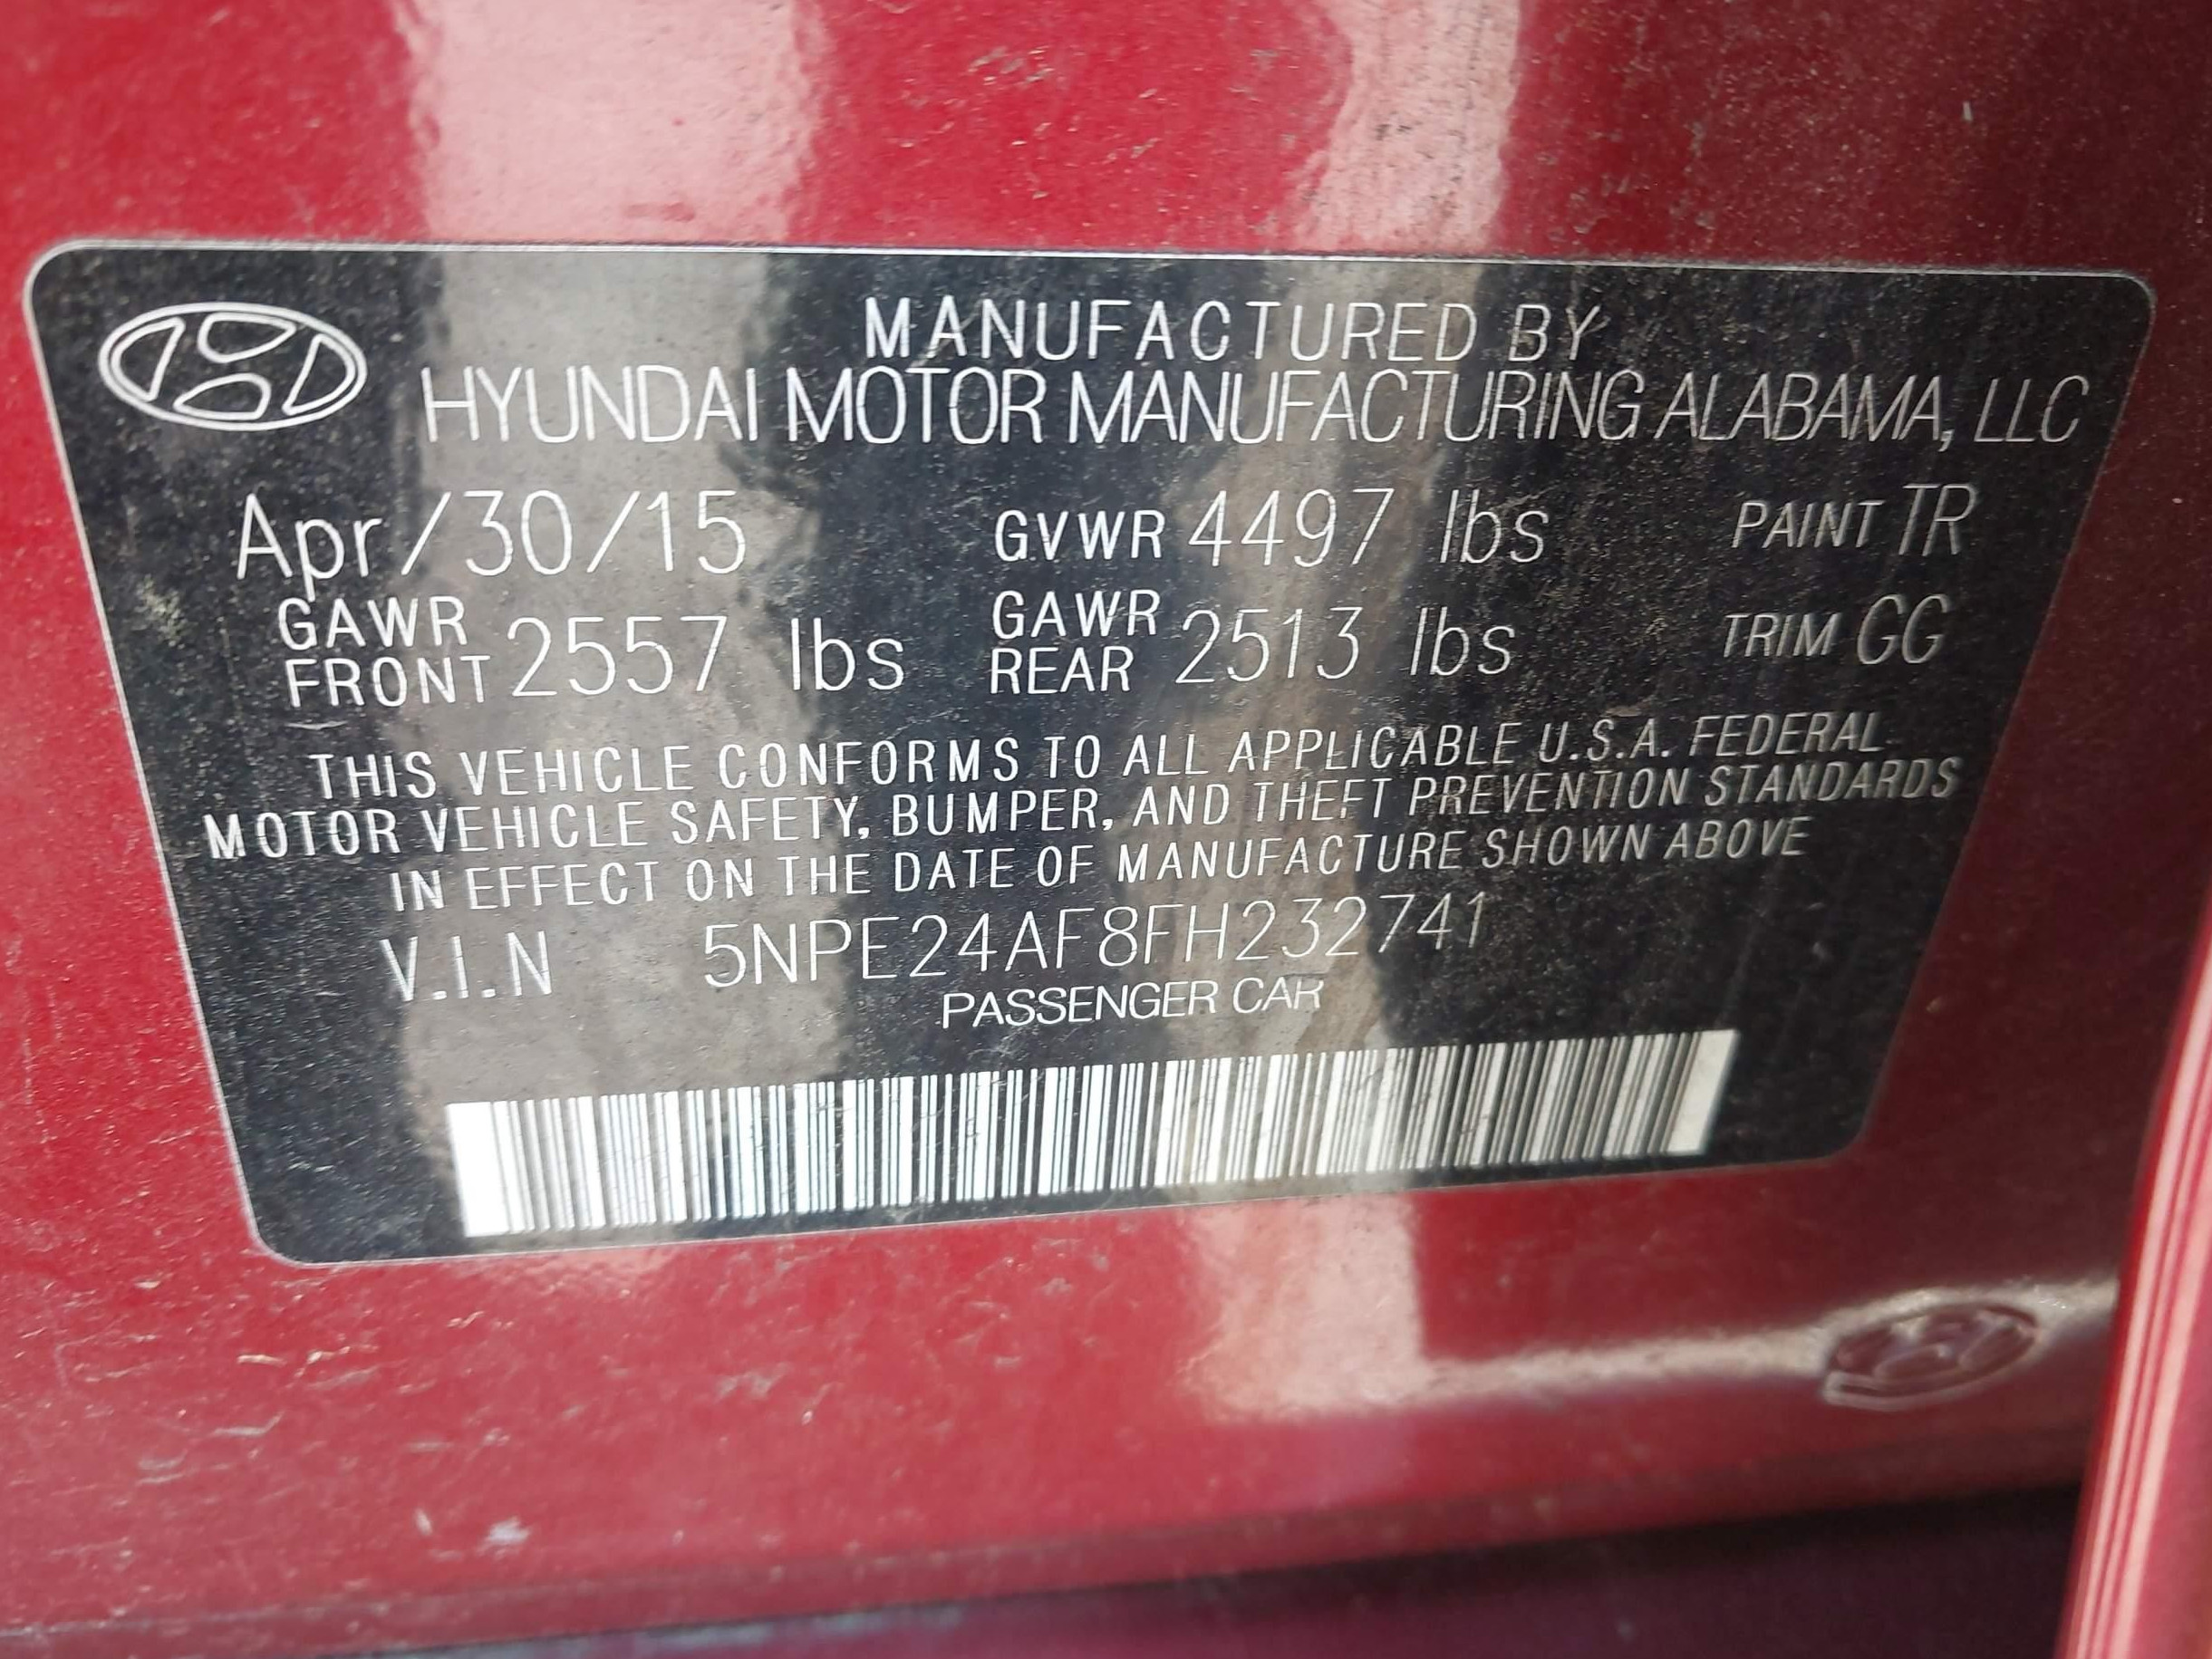 MANUFACTURED BY
HYUNDAI MOTOR MANUFACTURING ALABAMA, LLC
Apr/30/15 GVWR 4497 lbs PAINT TR
GAWR FRONT 2557 lbs GAWR REAR 2513 lbs TRIM GG
THIS VEHICLE CONFORMS TO ALL APPLICABLE U.S.A. FEDERAL
MOTOR VEHICLE SAFETY, BUMPER, AND THEFT PREVENTION STANDARDS
IN EFFECT ON THE DATE OF MANUFACTURE SHOWN ABOVE
V.I.N 5NPE24AF8FH232741
PASSENGER CAR